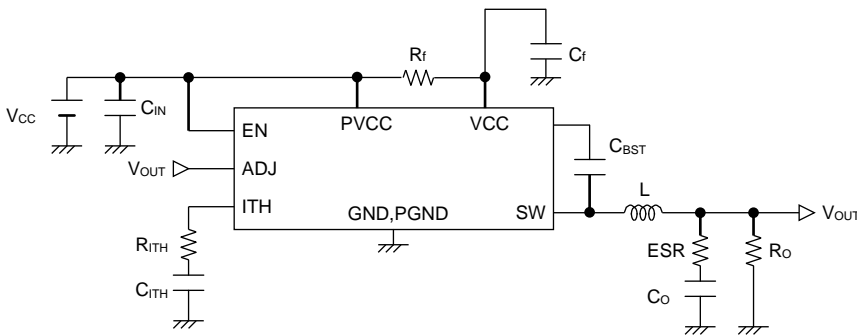 Rf
Cf
VCC
CIN
EN
PVCC
VCC
CBST
VOUT
ADJ
L
ITH
GND,PGND
SW
VOUT
RITH
ESR
RO
CITH
CO